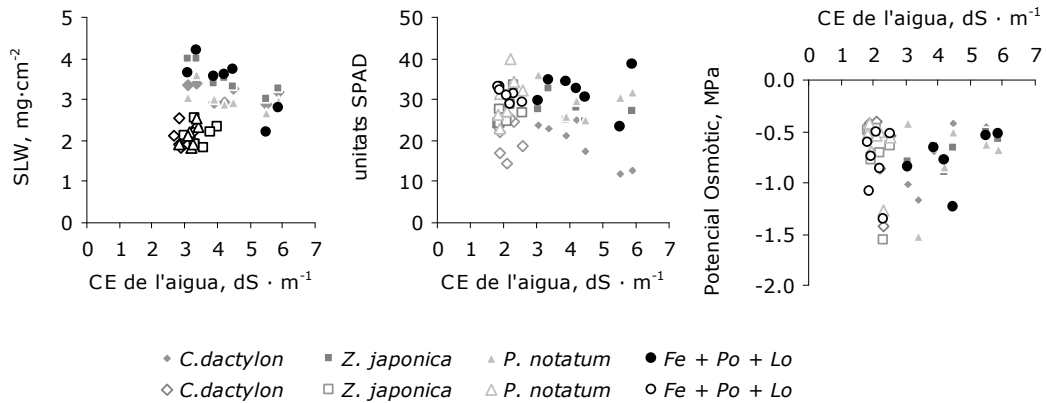 5
4
3
2
1
0
SLW, mg·cm⁻²
0 1 2 3 4 5 6 7
CE de l'aigua, dS · m⁻¹
50
40
30
20
10
0
unitats SPAD
0 1 2 3 4 5 6 7
CE de l'aigua, dS · m⁻¹
CE de l'aigua, dS · m⁻¹
0 1 2 3 4 5 6 7
0.0
-0.5
-1.0
-1.5
-2.0
Potencial Osmòtic, MPa
C.dactylon Z. japonica P. notatum Fe + Po + Lo
C.dactylon Z. japonica P. notatum Fe + Po + Lo